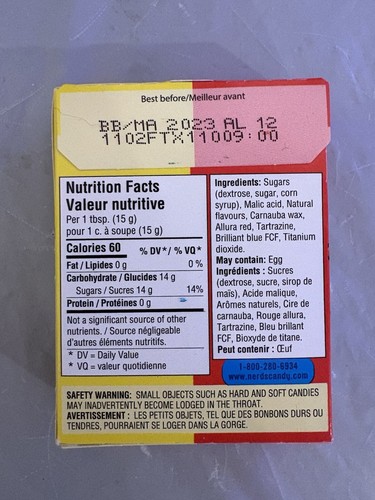 Best before/Meilleur avant
BB/MA 2023 AL 12
1102FTX11009:00
Nutrition Facts
Valeur nutritive
Per 1 tbsp. (15 g)
pour 1 c. à soupe (15 g)
Calories 60 % DV*/ % VQ*
Fat / Lipides 0 g 0 %
Carbohydrate / Glucides 14 g
Sugars / Sucres 14 g 14%
Protein / Protéines 0 g
Not a significant source of other
nutrients. / Source négligeable
d'autres éléments nutritifs.
* DV = Daily Value
* VQ = valeur quotidienne
Ingredients: Sugars
(dextrose, sugar, corn
syrup), Malic acid, Natural
flavours, Carnauba wax,
Allura red, Tartrazine,
Brilliant blue FCF, Titanium
dioxide.
May contain: Egg
Ingrédients : Sucres
(dextrose, sucre, sirop de
maïs), Acide malique,
Arômes naturels, Cire de
carnauba, Rouge allura,
Tartrazine, Bleu brillant
FCF, Bioxyde de titane.
Peut contenir : Œuf
1-800-280-6934
www.nerdscandy.com
SAFETY WARNING: SMALL OBJECTS SUCH AS HARD AND SOFT CANDIES
MAY INADVERTENTLY BECOME LODGED IN THE THROAT.
AVERTISSEMENT : LES PETITS OBJETS, TEL QUE DES BONBONS DURS OU
TENDRES, POURRAIENT SE LOGER DANS LA GORGE.